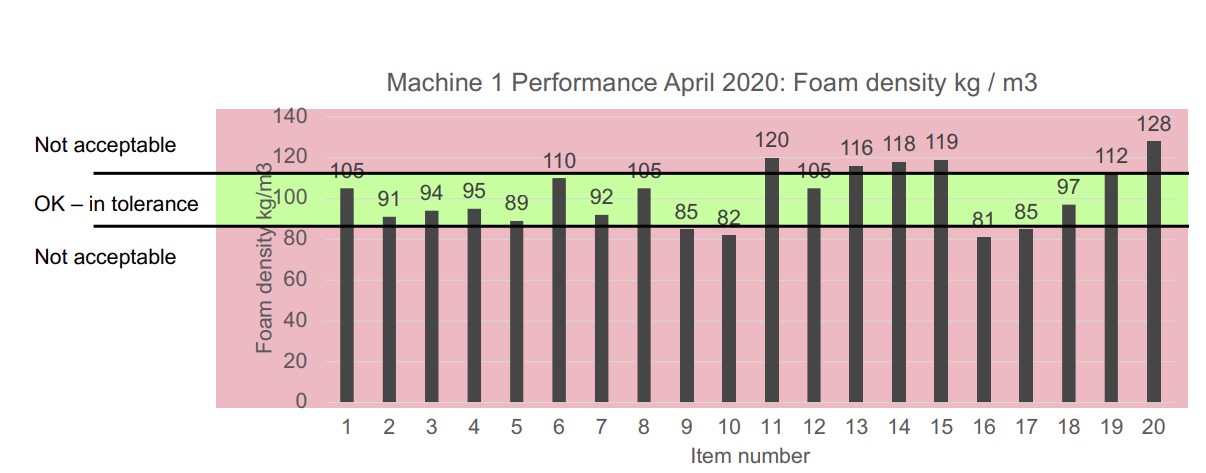 Machine 1 Performance April 2020: Foam density kg / m3
Not acceptable
OK – in tolerance
Not acceptable
Foam density kg/m3
140
120
100
80
60
40
20
0
105 91 94 95 89 110 92 105 85 82 120 105 116 118 119 81 85 97 112 128
1 2 3 4 5 6 7 8 9 10 11 12 13 14 15 16 17 18 19 20
Item number